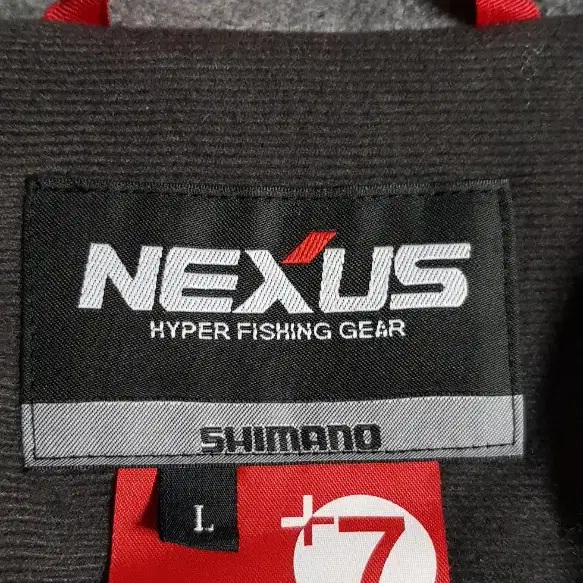 NEXUS
HYPER FISHING GEAR
SHIMANO
L
+7